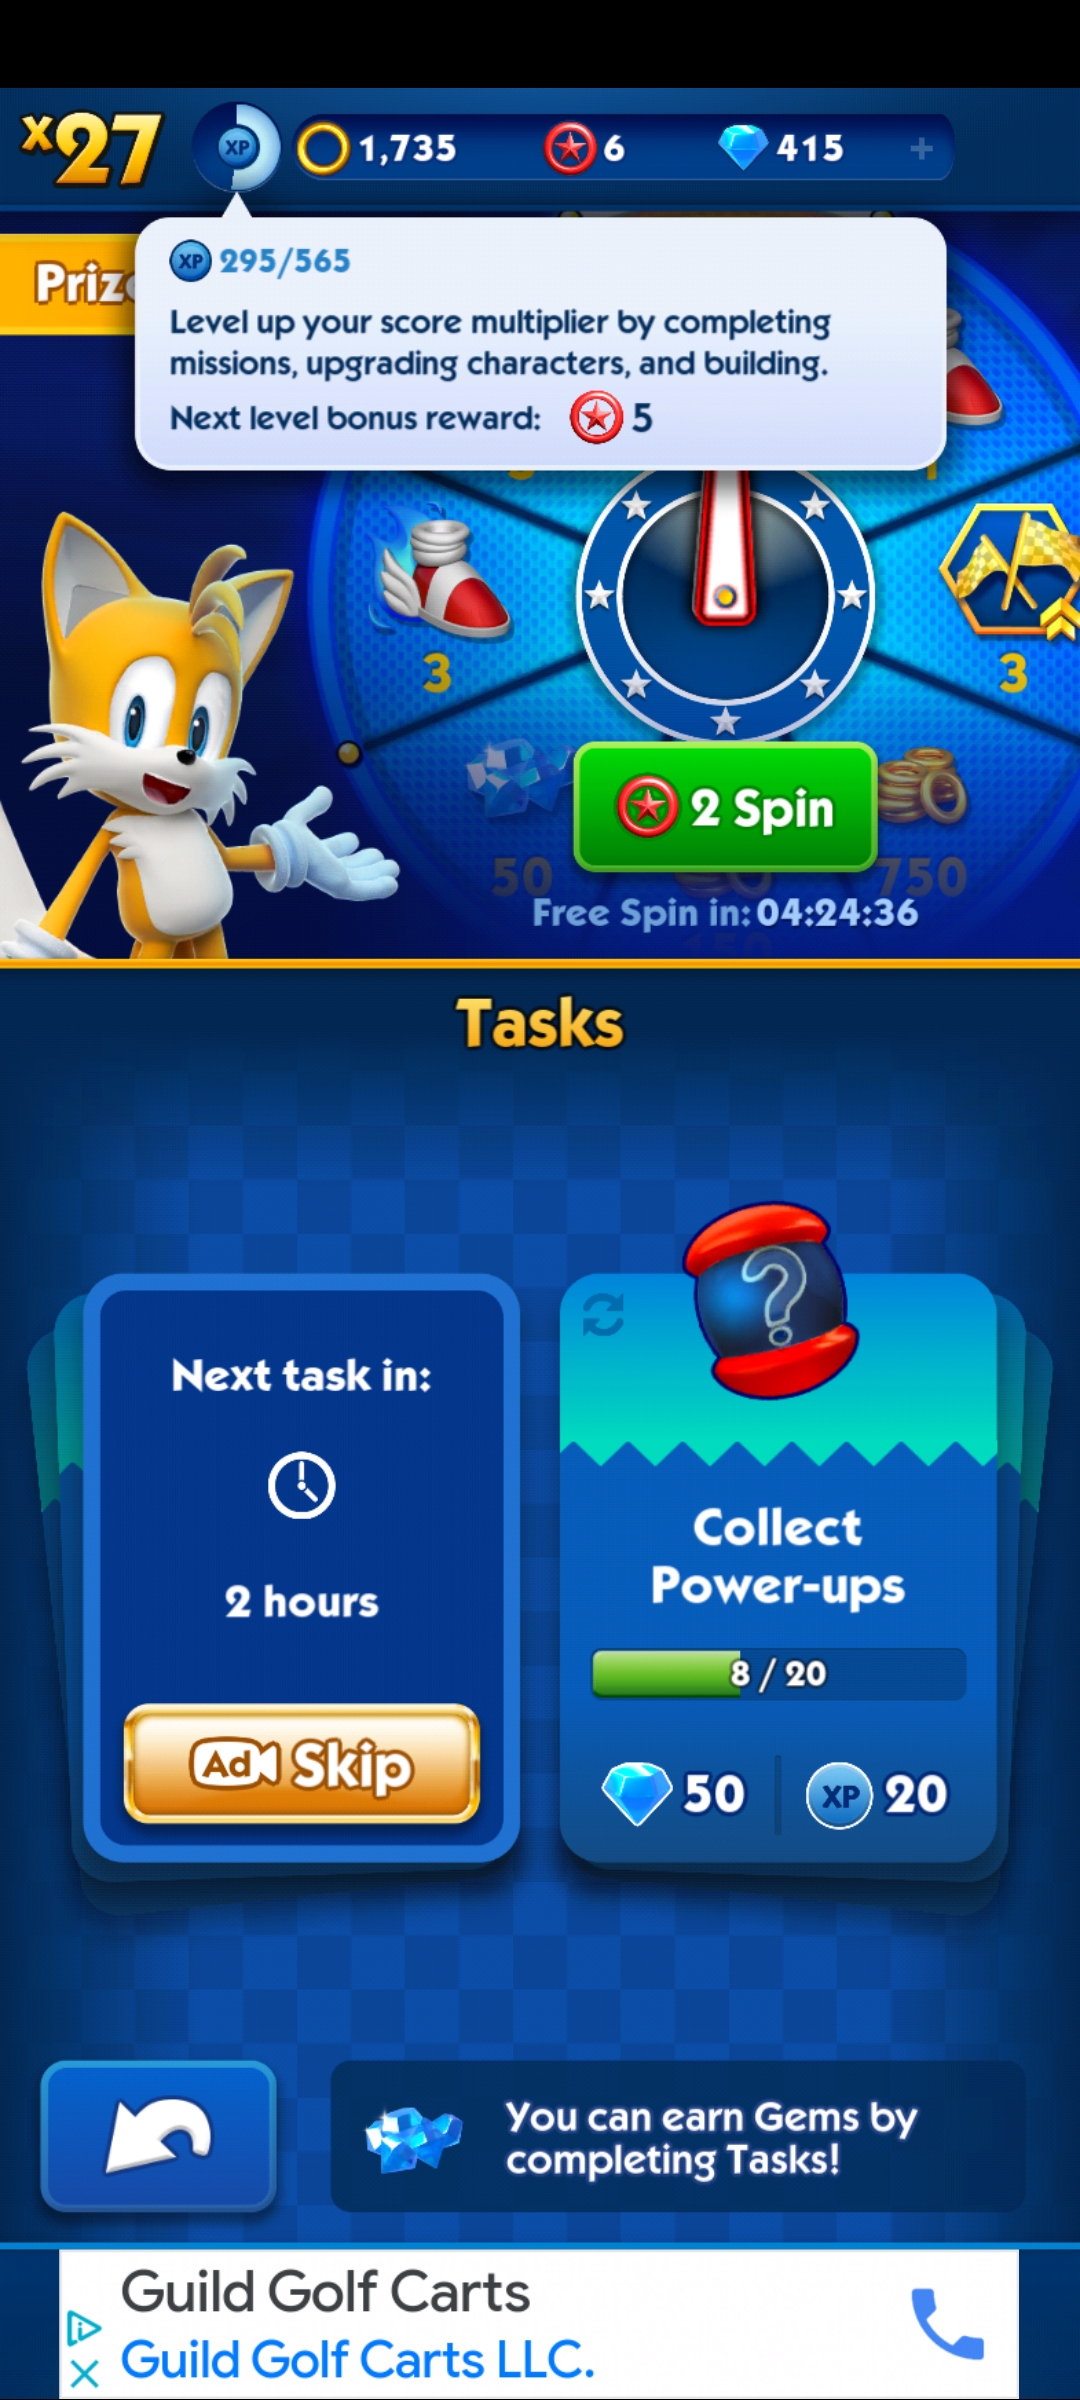 x27
XP
1,735
6
415
+
XP 295/565
Level up your score multiplier by completing
missions, upgrading characters, and building.
Next level bonus reward: 5
3
3
2 Spin
50
750
Free Spin in: 04:24:36
Tasks
Next task in:
2 hours
Ad Skip
?
Collect
Power-ups
8 / 20
50
XP 20
You can earn Gems by
completing Tasks!
Guild Golf Carts
Guild Golf Carts LLC.